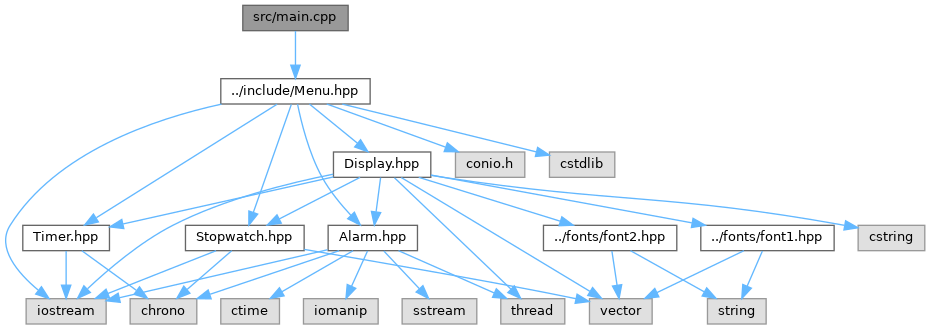 src/main.cpp
../include/Menu.hpp
Display.hpp
conio.h
cstdlib
Timer.hpp
Stopwatch.hpp
Alarm.hpp
../fonts/font2.hpp
../fonts/font1.hpp
cstring
iostream
chrono
ctime
iomanip
sstream
thread
vector
string